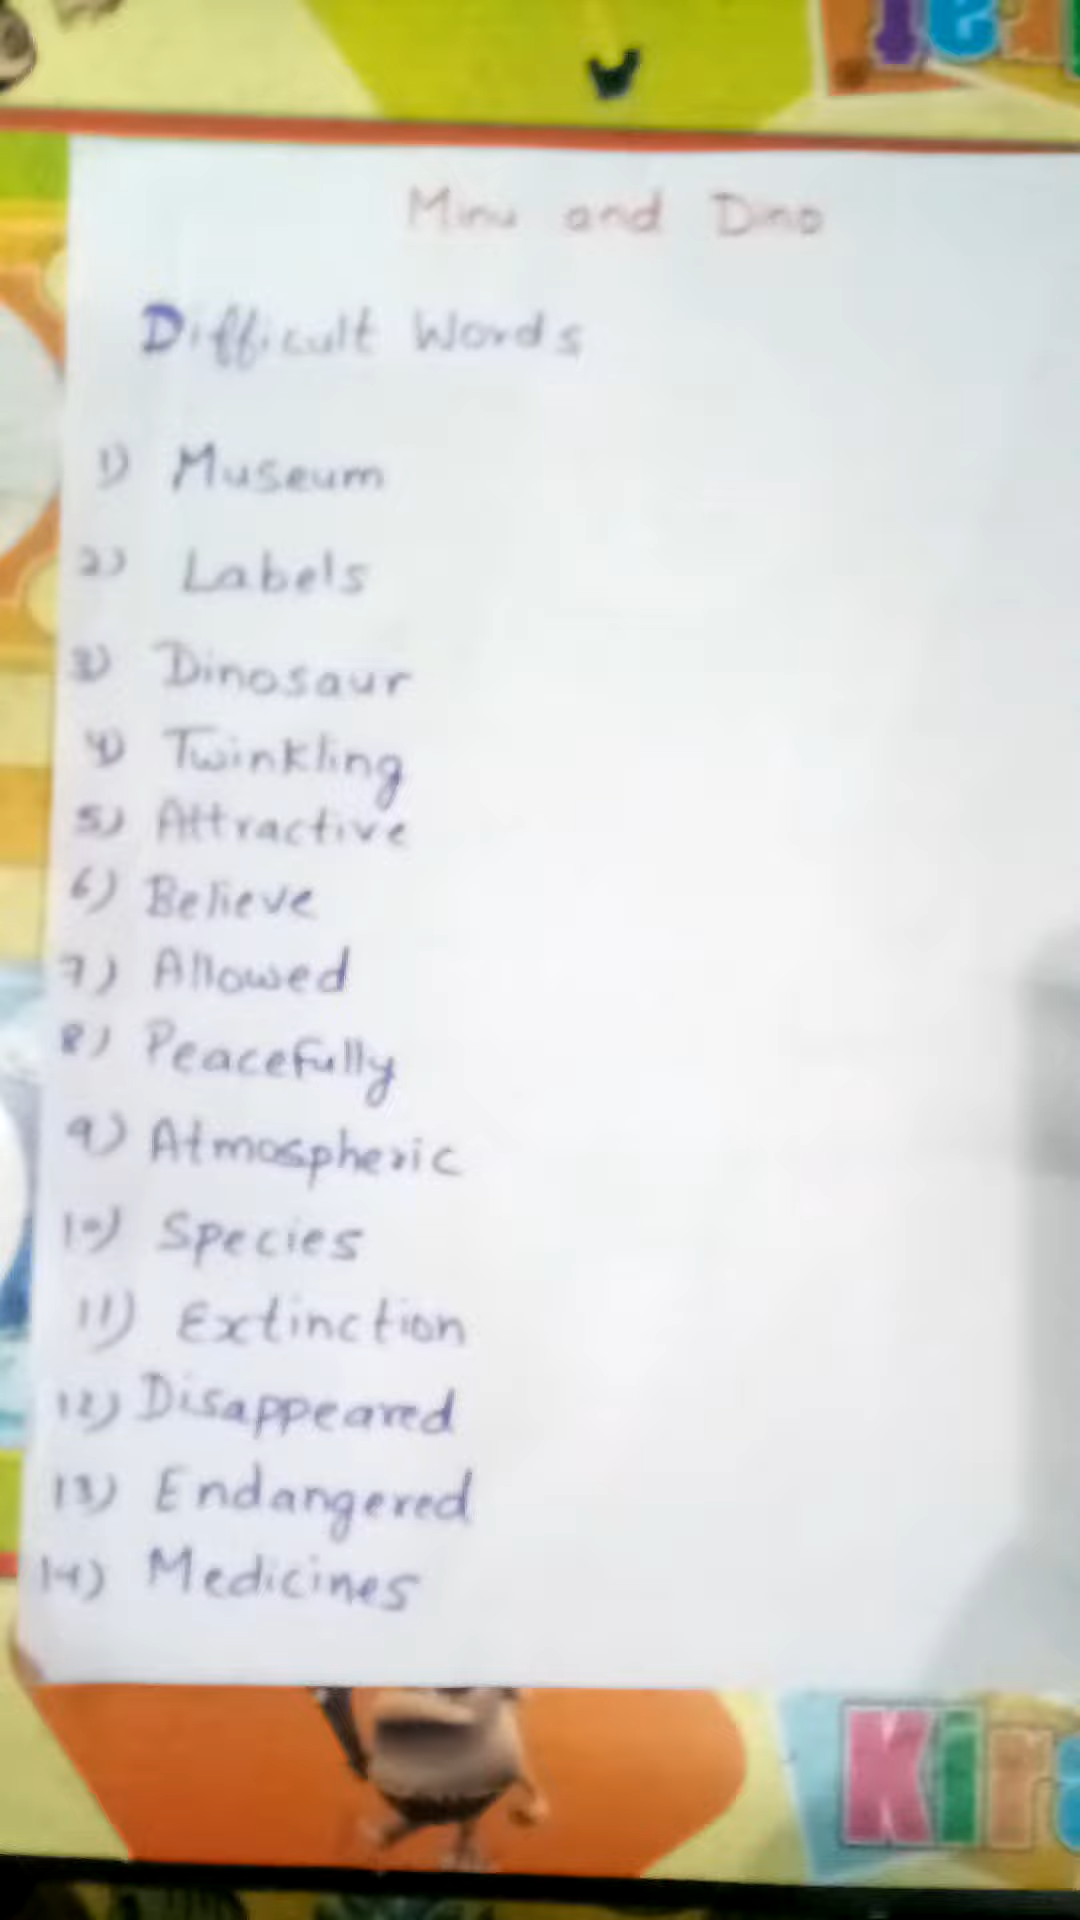 Minu and Dino
Difficult Words
1) Museum
2) Labels
3) Dinosaur
4) Twinkling
5) Attractive
6) Believe
7) Allowed
8) Peacefully
9) Atmospheric
10) Species
11) Extinction
12) Disappeared
13) Endangered
14) Medicines